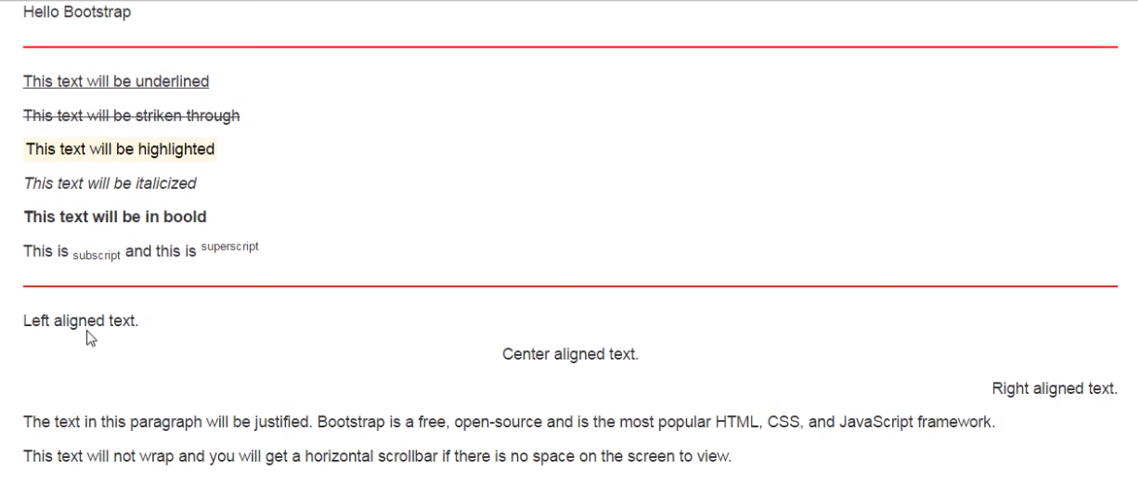 Hello Bootstrap
This text will be underlined
This text will be striken through
This text will be highlighted
This text will be italicized
This text will be in boold
This is subscript and this is superscript
Left aligned text.
Center aligned text.
Right aligned text.
The text in this paragraph will be justified. Bootstrap is a free, open-source and is the most popular HTML, CSS, and JavaScript framework.
This text will not wrap and you will get a horizontal scrollbar if there is no space on the screen to view.